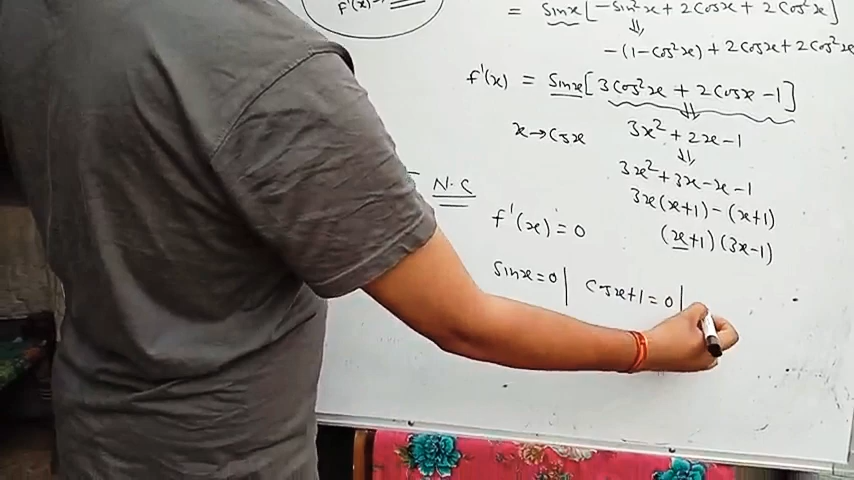 f'(x) →
= Sinx[-Sin²x + 2Cosx + 2Cos²x]
⇓
-(1-Cos²x) + 2Cosx + 2Cos²x
f'(x) = Sinx[3Cos²x + 2Cosx -1]
⇓
x→Cosx 3x²+2x-1
⇓
3x²+3x-x-1
N.C 3x(x+1)-(x+1)
f'(x)=0 (x+1)(3x-1)
Sinx=0| Cosx+1=0|